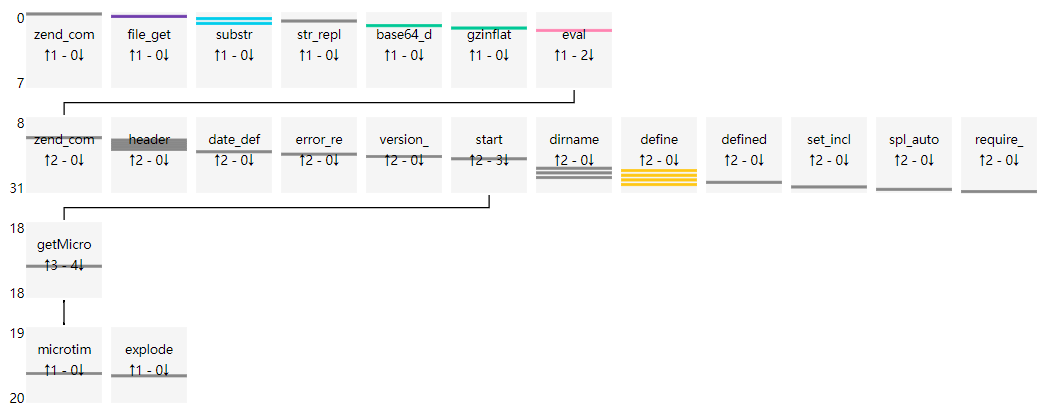 0
zend_com file_get substr str_repl base64_d gzinflat eval
↑1 - 0↓ ↑1 - 0↓ ↑1 - 0↓ ↑1 - 0↓ ↑1 - 0↓ ↑1 - 0↓ ↑1 - 2↓
7
8
zend_com header date_def error_re version_ start dirname define defined set_incl spl_auto require_
↑2 - 0↓ ↑2 - 0↓ ↑2 - 0↓ ↑2 - 0↓ ↑2 - 0↓ ↑2 - 3↓ ↑2 - 0↓ ↑2 - 0↓ ↑2 - 0↓ ↑2 - 0↓ ↑2 - 0↓ ↑2 - 0↓
31
18
getMicro
↑3 - 4↓
18
19
microtim explode
↑1 - 0↓ ↑1 - 0↓
20